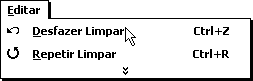 Editar
Desfazer Limpar Ctrl+Z
Repetir Limpar Ctrl+R